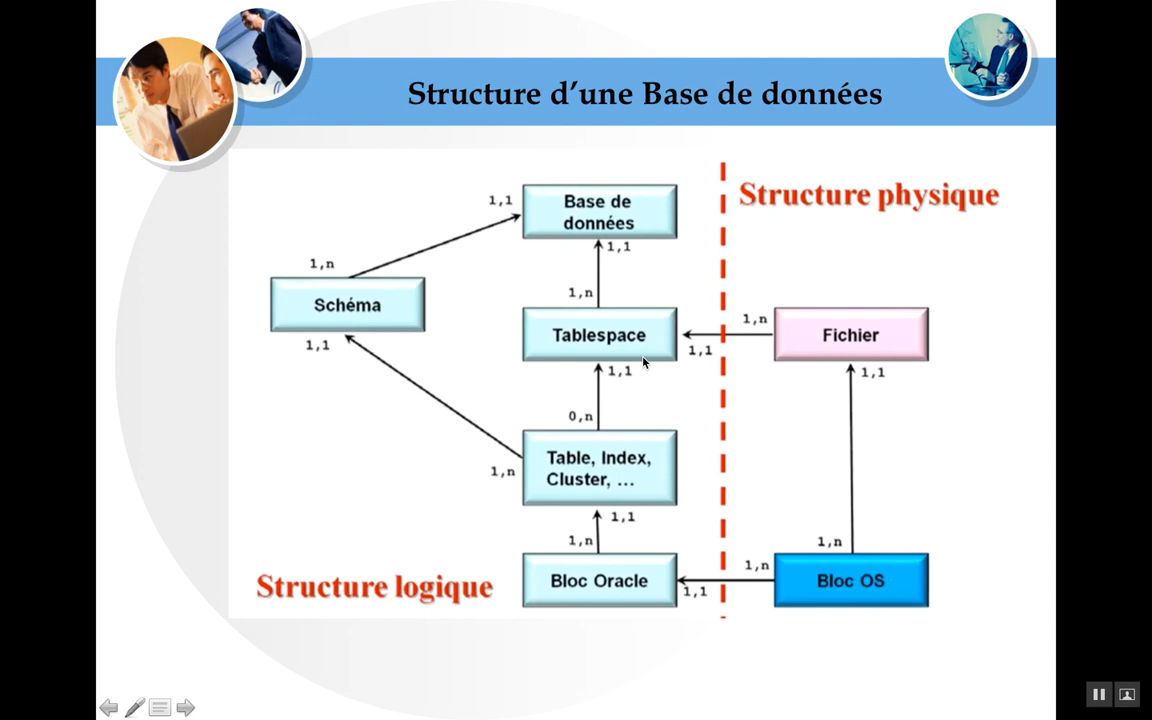 Structure d’une Base de données
Structure physique
1,1
Base de
données
1,1
1,n
1,n
Schéma
Tablespace
1,n
Fichier
1,1
1,1
1,1
1,1
0,n
Table, Index,
Cluster, ...
1,n
1,1
1,n
1,n
Structure logique
Bloc Oracle
1,n
1,1
Bloc OS